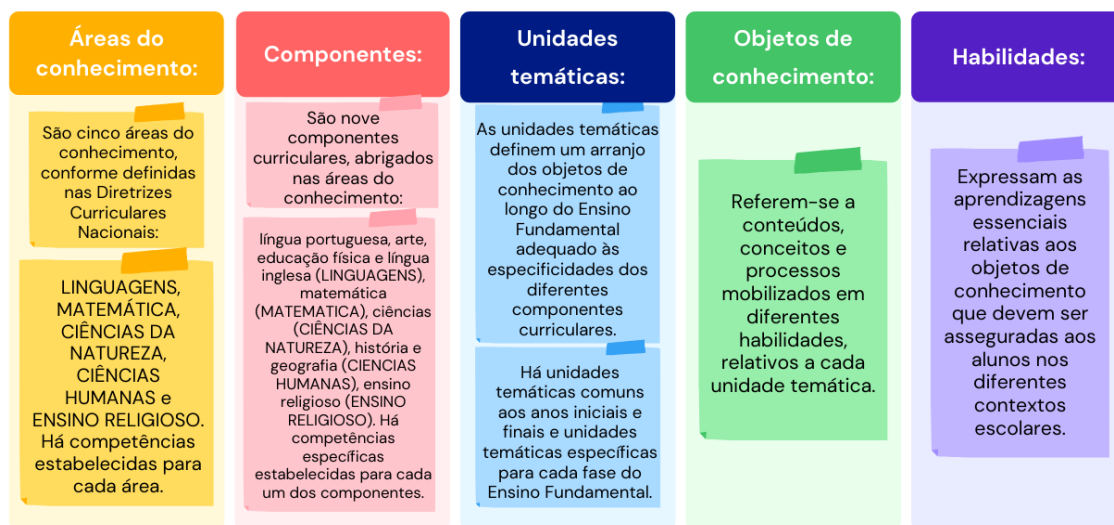 Áreas do
conhecimento:
São cinco áreas do
conhecimento,
conforme definidas
nas Diretrizes
Curriculares
Nacionais:
LINGUAGENS,
MATEMÁTICA,
CIÊNCIAS DA
NATUREZA,
CIÊNCIAS
HUMANAS e
ENSINO RELIGIOSO.
Há competências
estabelecidas para
cada área.
Componentes:
São nove
componentes
curriculares, abrigados
nas áreas do
conhecimento:
língua portuguesa, arte,
educação física e língua
inglesa (LINGUAGENS),
matemática
(MATEMATICA), ciências
(CIÊNCIAS DA
NATUREZA), história e
geografia (CIENCIAS
HUMANAS), ensino
religioso (ENSINO
RELIGIOSO). Há
competências
específicas
estabelecidas para cada
um dos componentes.
Unidades
temáticas:
As unidades temáticas
definem um arranjo
dos objetos de
conhecimento ao
longo do Ensino
Fundamental
adequado às
especificidades dos
diferentes
componentes
curriculares.
Há unidades
temáticas comuns
aos anos iniciais e
finais e unidades
temáticas específicas
para cada fase do
Ensino Fundamental.
Objetos de
conhecimento:
Referem-se a
conteúdos,
conceitos e
processos
mobilizados em
diferentes
habilidades,
relativos a cada
unidade temática.
Habilidades:
Expressam as
aprendizagens
essenciais
relativas aos
objetos de
conhecimento
que devem ser
asseguradas aos
alunos nos
diferentes
contextos
escolares.